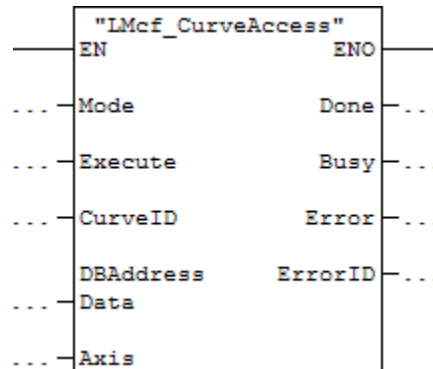 "LMcf_CurveAccess"
EN ENO
... Mode Done ...
... Execute Busy ...
... CurveID Error ...
DBAddress ErrorID ...
... Data
... Axis